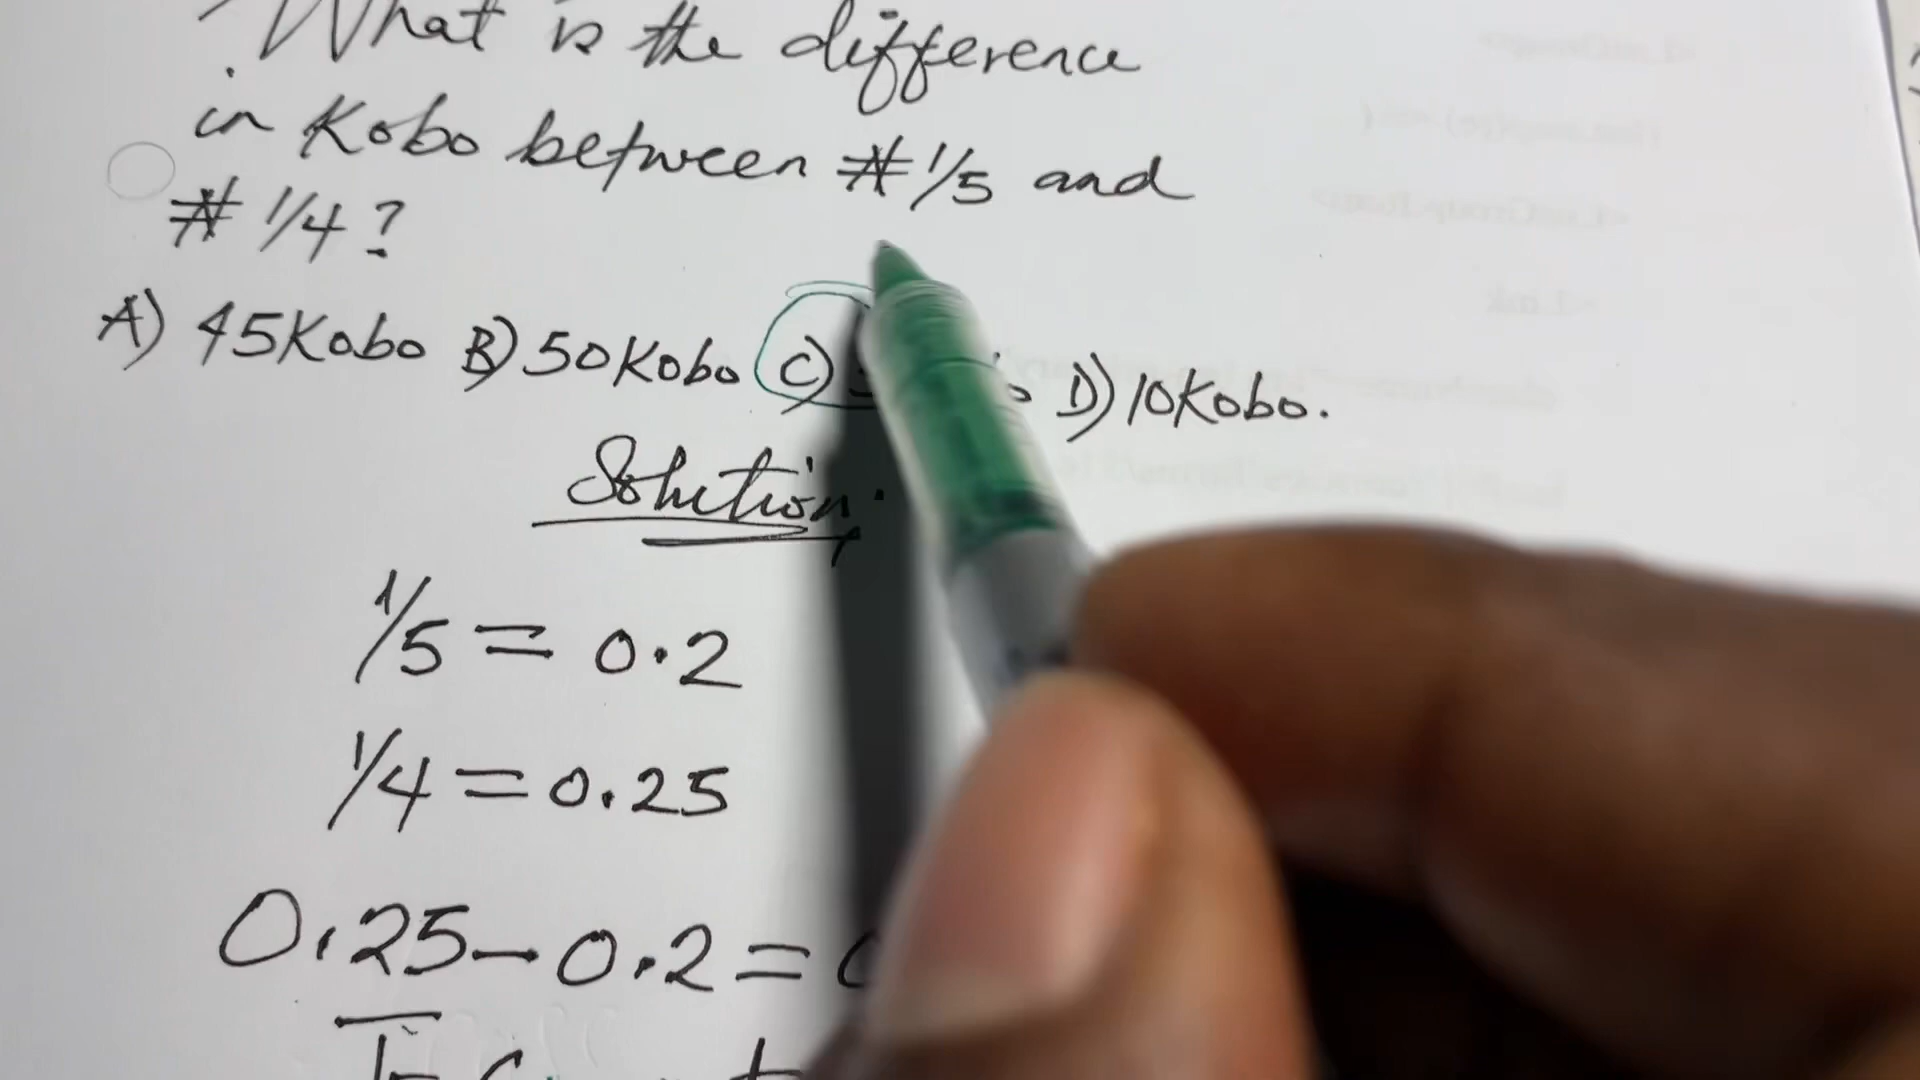 What is the difference
in Kobo between ₦1/5 and
₦1/4?
A) 45Kobo B) 50Kobo C) D) 10Kobo.
Solution
1/5 = 0.2
1/4 = 0.25
0.25 - 0.2 =